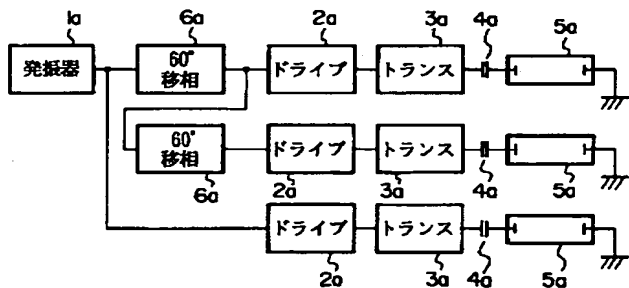 1a 6a 2a 3a 4a 5a
発振器 60° 移相 ドライブ トランス
60° 移相 ドライブ トランス
6a 2a 3a 4a 5a
ドライブ トランス 4a 5a
2a 3a